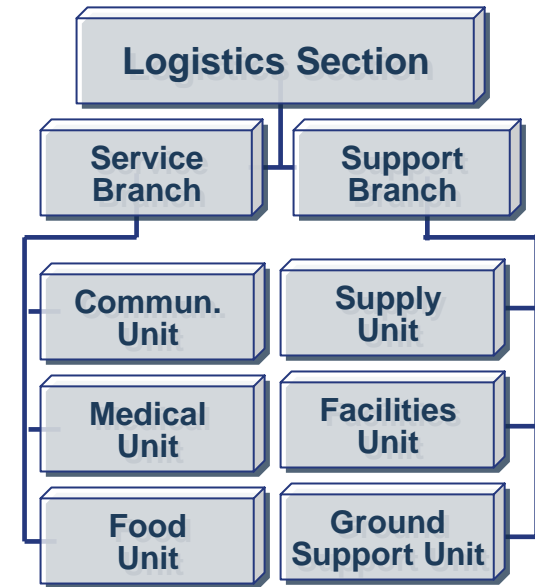 Logistics Section
Service
Branch
Support
Branch
Commun.
Unit
Supply
Unit
Medical
Unit
Facilities
Unit
Food
Unit
Ground
Support Unit